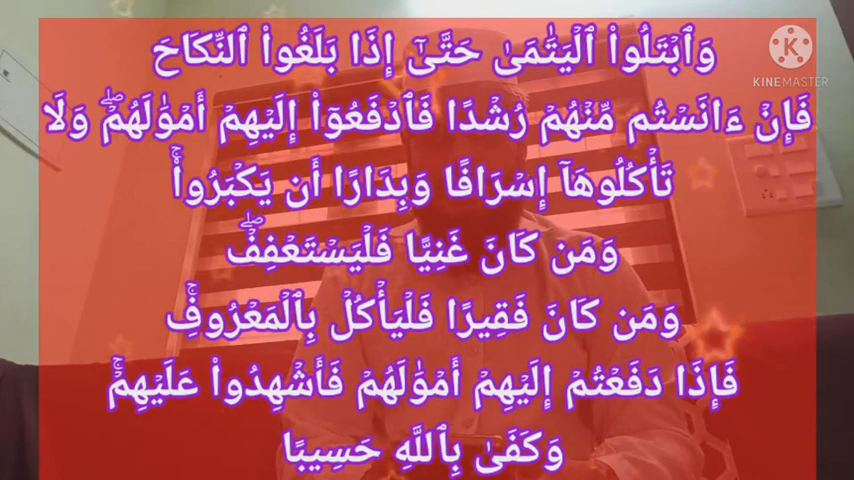 وَٱبۡتَلُواْ ٱلۡيَتَٰمَىٰ حَتَّىٰٓ إِذَا بَلَغُواْ ٱلنِّكَاحَ
KINEMASTER
فَإِنۡ ءَانَسۡتُم مِّنۡهُمۡ رُشۡدٗا فَٱدۡفَعُوٓاْ إِلَيۡهِمۡ أَمۡوَٰلَهُمۡۖ وَلَا
تَأۡكُلُوهَآ إِسۡرَافٗا وَبِدَارًا أَن يَكۡبَرُواْۚ
وَمَن كَانَ غَنِيّٗا فَلۡيَسۡتَعۡفِفۡۖ
وَمَن كَانَ فَقِيرٗا فَلۡيَأۡكُلۡ بِٱلۡمَعۡرُوفِۚ
فَإِذَا دَفَعۡتُمۡ إِلَيۡهِمۡ أَمۡوَٰلَهُمۡ فَأَشۡهِدُواْ عَلَيۡهِمۡۚ
وَكَفَىٰ بِٱللَّهِ حَسِيبٗا